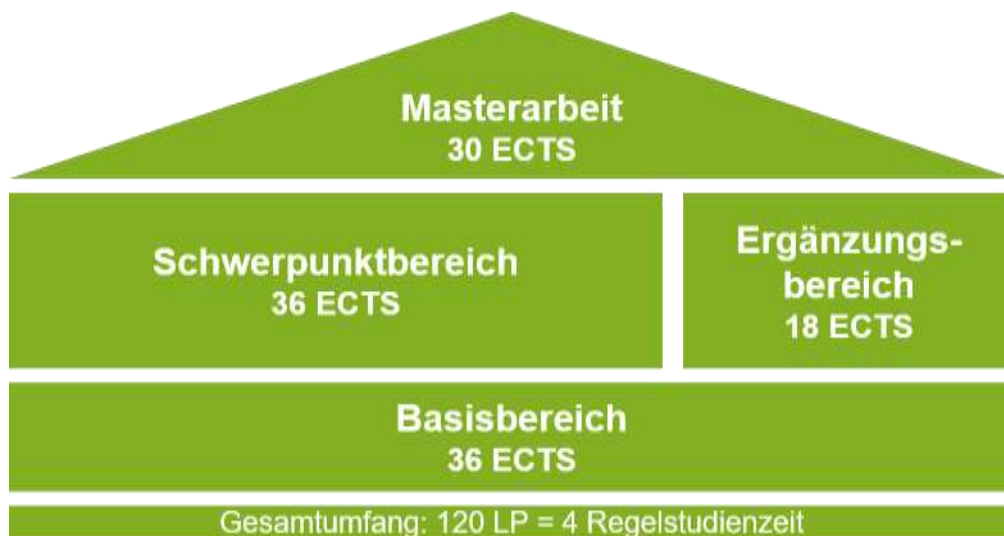 Masterarbeit
30 ECTS
Schwerpunktbereich
36 ECTS
Ergänzungs-
bereich
18 ECTS
Basisbereich
36 ECTS
Gesamtumfang: 120 LP = 4 Regelstudienzeit